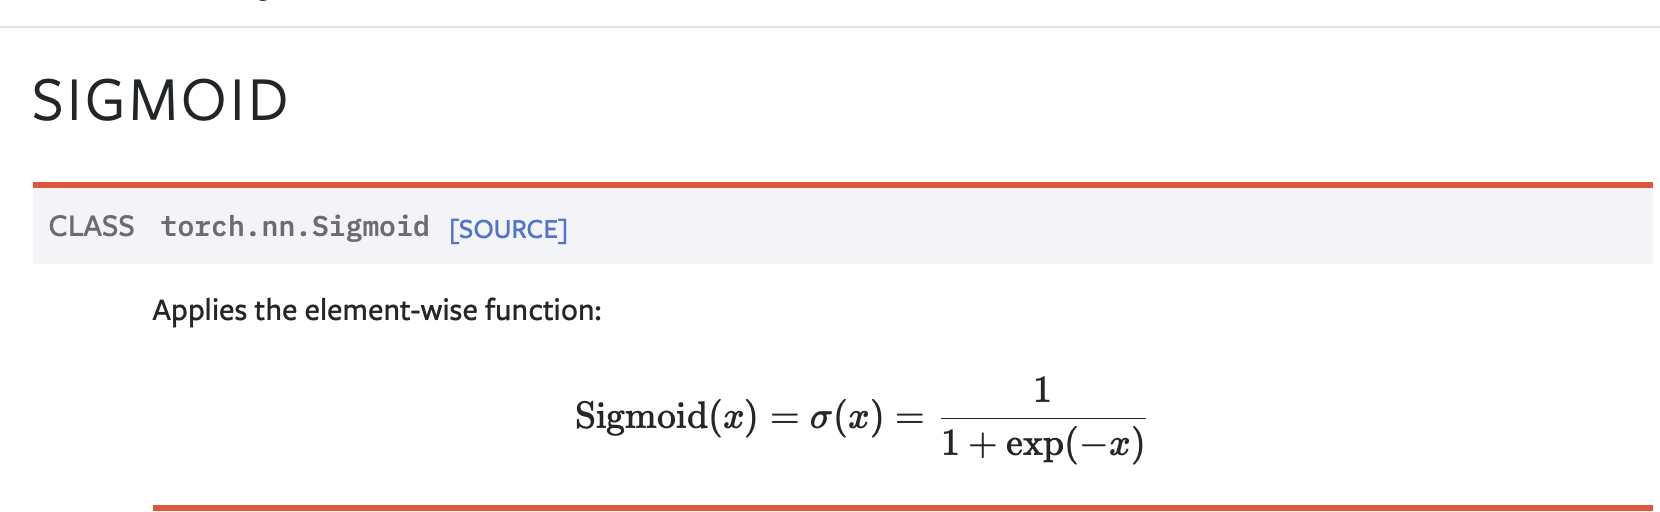 SIGMOID
CLASS torch.nn.Sigmoid [SOURCE]
Applies the element-wise function:
Sigmoid(x) = σ(x) = 1 / (1 + exp(−x))